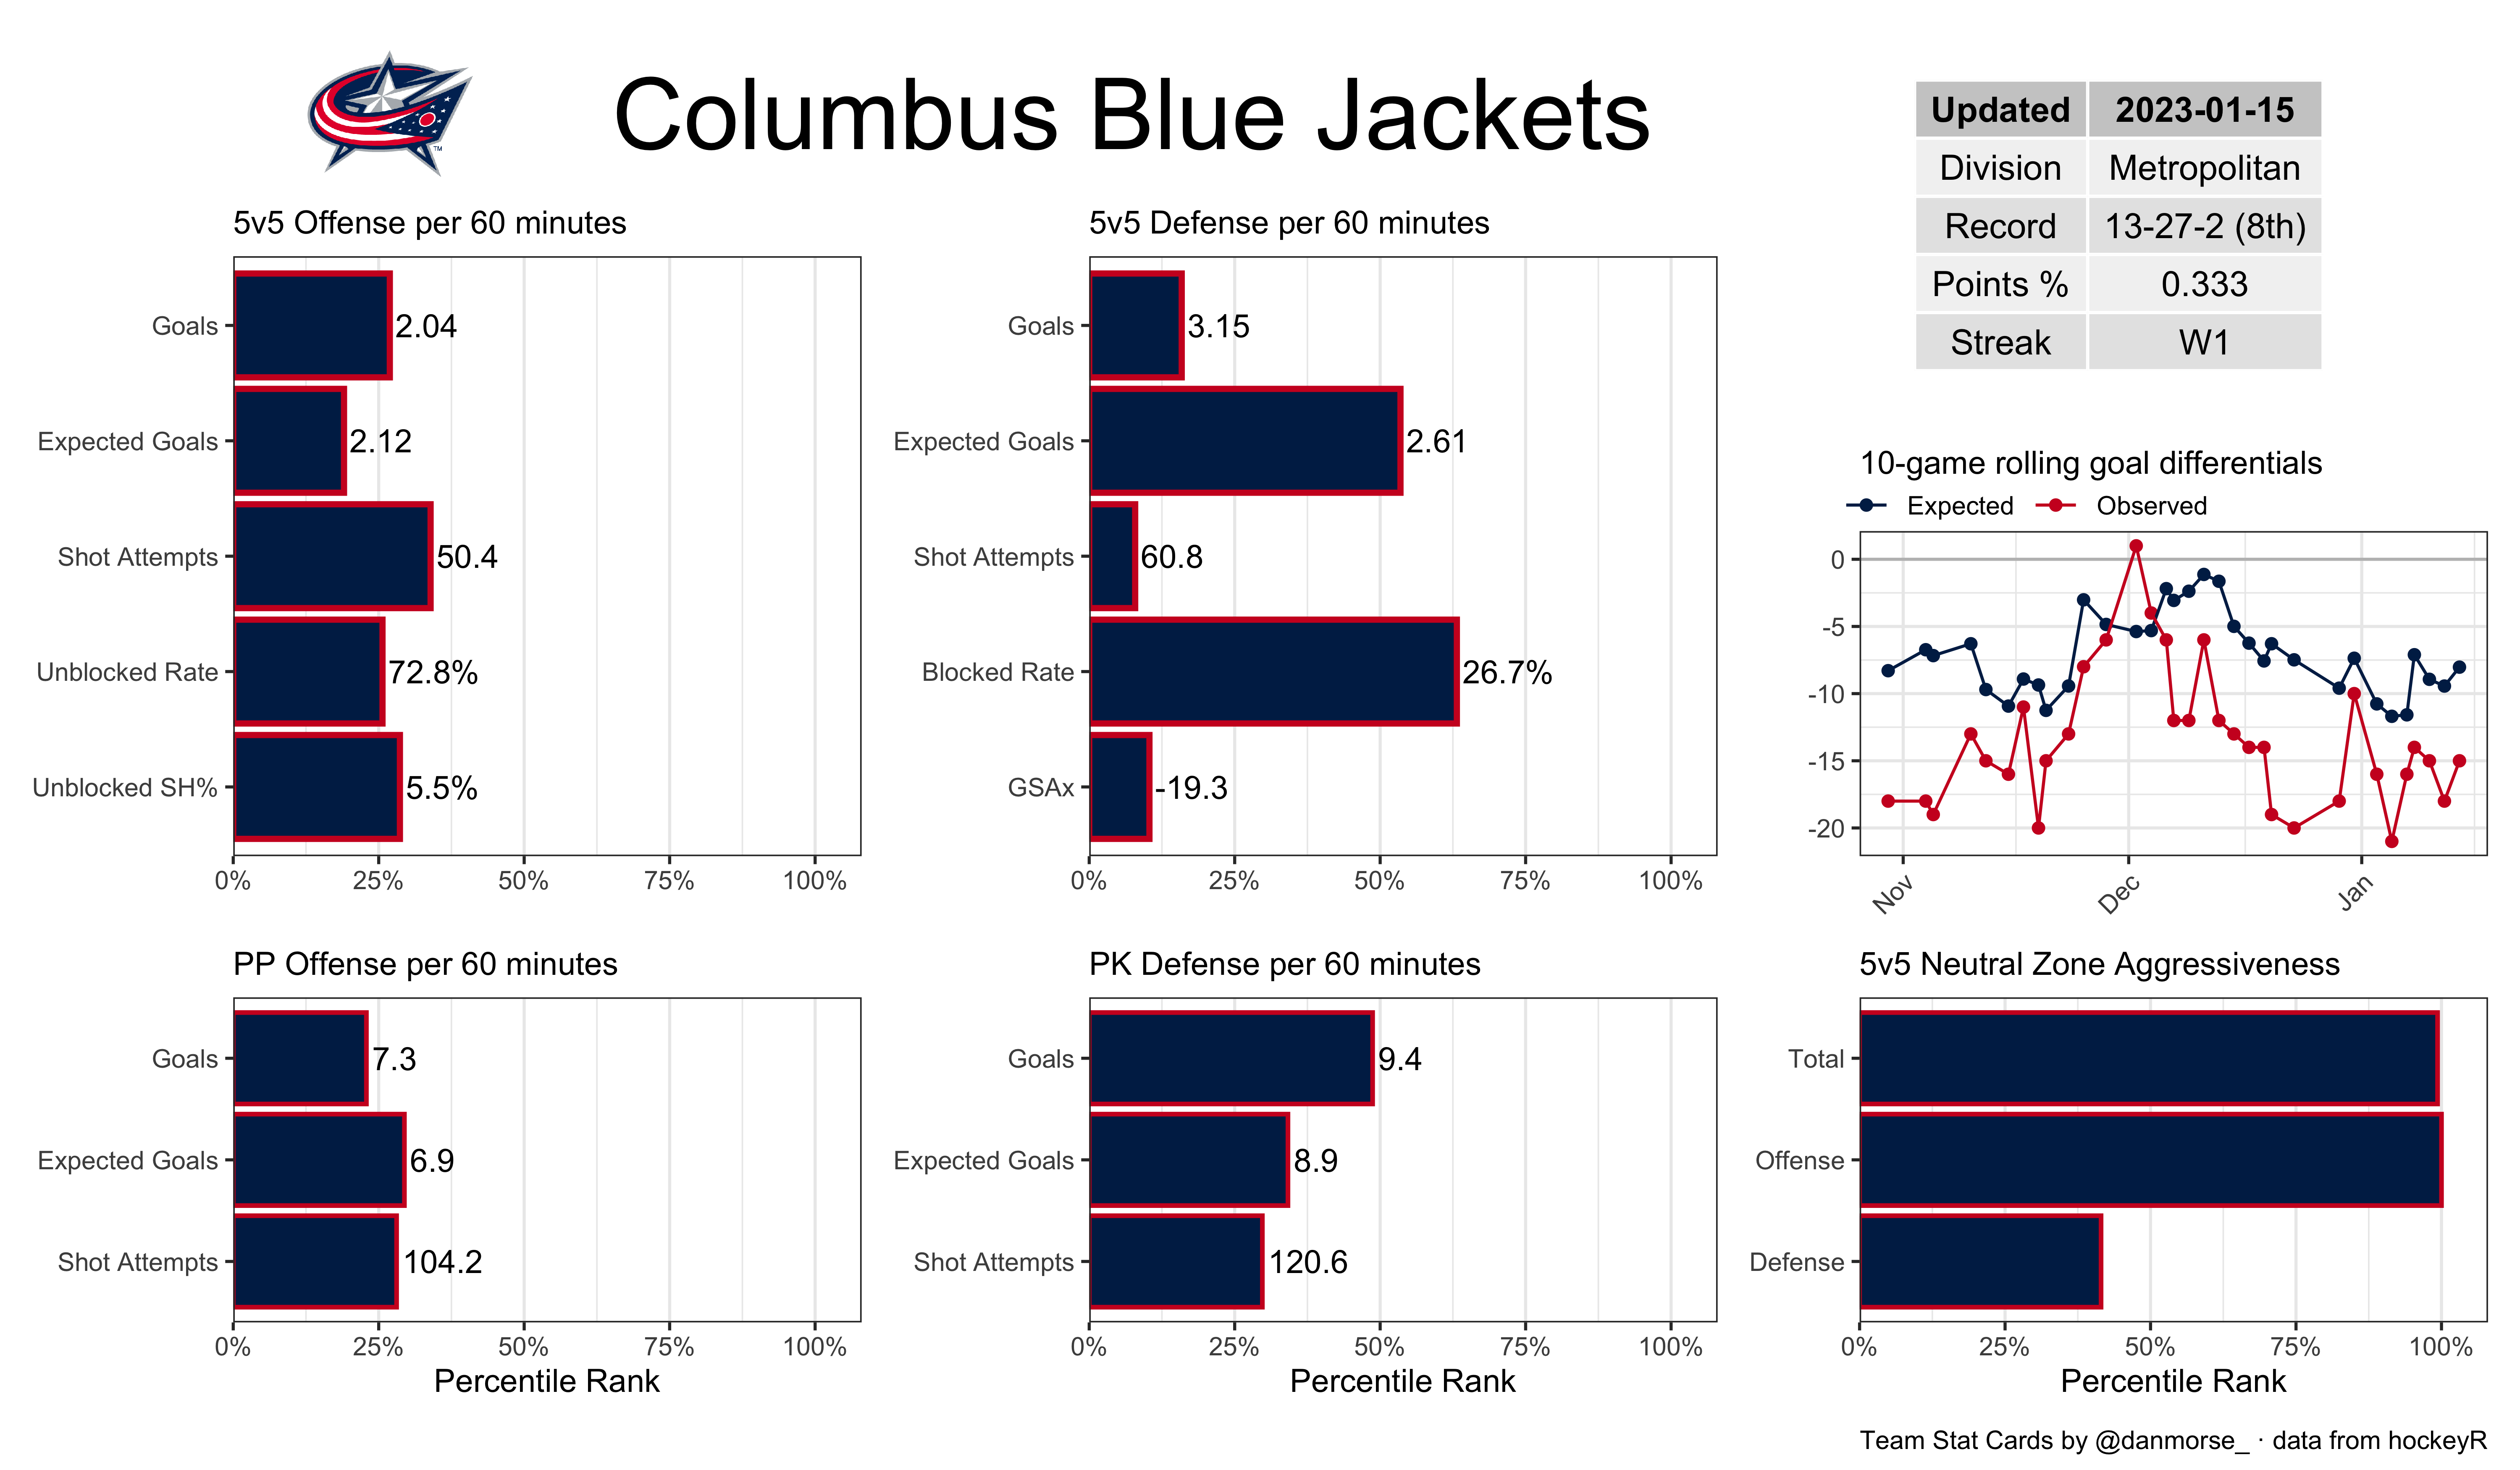 Columbus Blue Jackets
Updated 2023-01-15
Division Metropolitan
Record 13-27-2 (8th)
Points % 0.333
Streak W1
5v5 Offense per 60 minutes
Goals 2.04
Expected Goals 2.12
Shot Attempts 50.4
Unblocked Rate 72.8%
Unblocked SH% 5.5%
0% 25% 50% 75% 100%
5v5 Defense per 60 minutes
Goals 3.15
Expected Goals 2.61
Shot Attempts 60.8
Blocked Rate 26.7%
GSAx -19.3
0% 25% 50% 75% 100%
10-game rolling goal differentials
Expected Observed
0
-5
-10
-15
-20
Nov Dec Jan
PP Offense per 60 minutes
Goals 7.3
Expected Goals 6.9
Shot Attempts 104.2
0% 25% 50% 75% 100%
Percentile Rank
PK Defense per 60 minutes
Goals 9.4
Expected Goals 8.9
Shot Attempts 120.6
0% 25% 50% 75% 100%
Percentile Rank
5v5 Neutral Zone Aggressiveness
Total
Offense
Defense
0% 25% 50% 75% 100%
Percentile Rank
Team Stat Cards by @danmorse_ · data from hockeyR